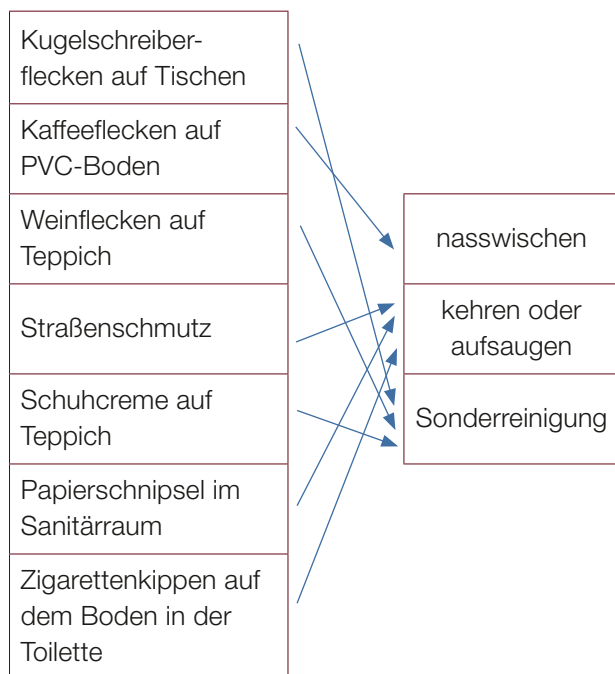 Kugelschreiber-
flecken auf Tischen
Kaffeeflecken auf
PVC-Boden
Weinflecken auf
Teppich
Straßenschmutz
Schuhcreme auf
Teppich
Papierschnipsel im
Sanitärraum
Zigarettenkippen auf
dem Boden in der
Toilette
nasswischen
kehren oder
aufsaugen
Sonderreinigung